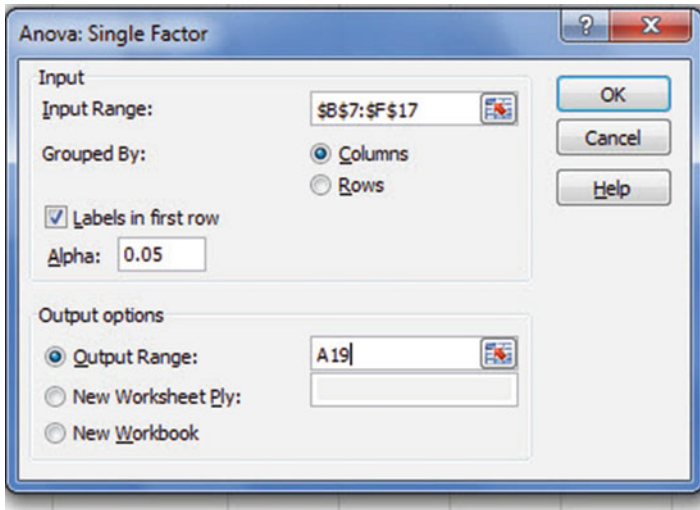 Anova: Single Factor
?
X
Input
Input Range:
$B$7:$F$17
Grouped By:
Columns
Rows
Labels in first row
Alpha:
0.05
OK
Cancel
Help
Output options
Output Range:
A19
New Worksheet Ply:
New Workbook